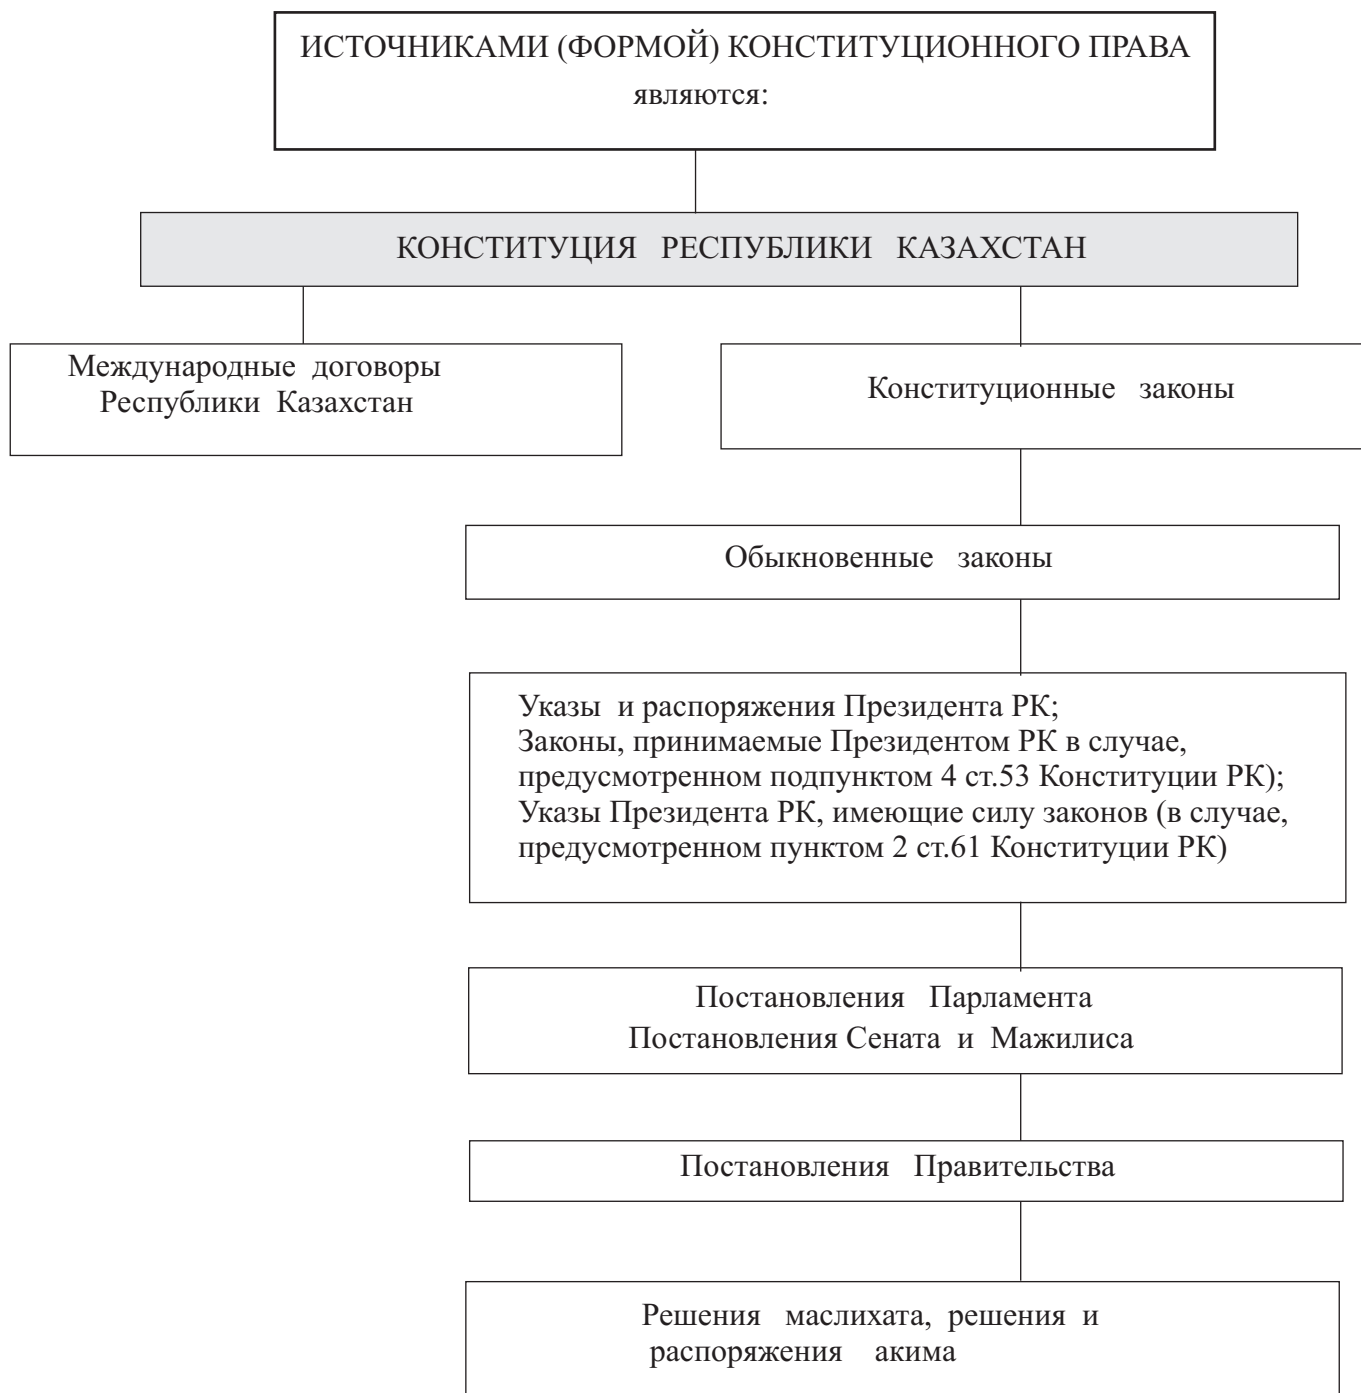 ИСТОЧНИКАМИ (ФОРМОЙ) КОНСТИТУЦИОННОГО ПРАВА
являются:
КОНСТИТУЦИЯ РЕСПУБЛИКИ КАЗАХСТАН
Международные договоры
Республики Казахстан
Конституционные законы
Обыкновенные законы
Указы и распоряжения Президента РК;
Законы, принимаемые Президентом РК в случае,
предусмотренном подпунктом 4 ст.53 Конституции РК);
Указы Президента РК, имеющие силу законов (в случае,
предусмотренном пунктом 2 ст.61 Конституции РК)
Постановления Парламента
Постановления Сената и Мажилиса
Постановления Правительства
Решения маслихата, решения и
распоряжения акима